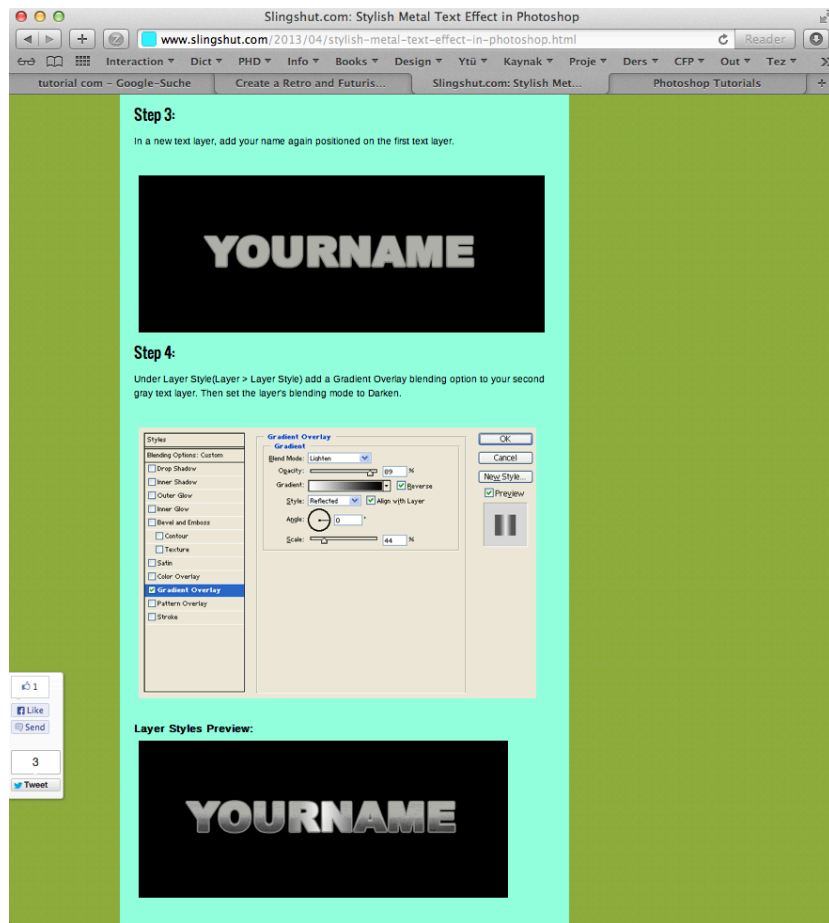 Slingshut.com: Stylish Metal Text Effect in Photoshop
www.slingshut.com/2013/04/stylish-metal-text-effect-in-photoshop.html
Reader
Interaction Dict PHD Info Books Design Ytü Kaynak Proje Ders CFP Out Tez
tutorial com – Google-Suche
Create a Retro and Futuris...
Slingshut.com: Stylish Met...
Photoshop Tutorials
Step 3:
In a new text layer, add your name again positioned on the first text layer.
YOURNAME
Step 4:
Under Layer Style(Layer > Layer Style) add a Gradient Overlay blending option to your second
gray text layer. Then set the layer's blending mode to Darken.
Styles
Blending Options: Custom
Drop Shadow
Inner Shadow
Outer Glow
Inner Glow
Bevel and Emboss
Contour
Texture
Satin
Color Overlay
Gradient Overlay
Pattern Overlay
Stroke
Gradient Overlay
Gradient
Blend Mode: Lighten
Opacity: 89 %
Gradient: Reverse
Style: Reflected Align with Layer
Angle: 0 °
Scale: 44 %
OK
Cancel
New Style...
Preview
1
Like
Send
3
Tweet
Layer Styles Preview:
YOURNAME